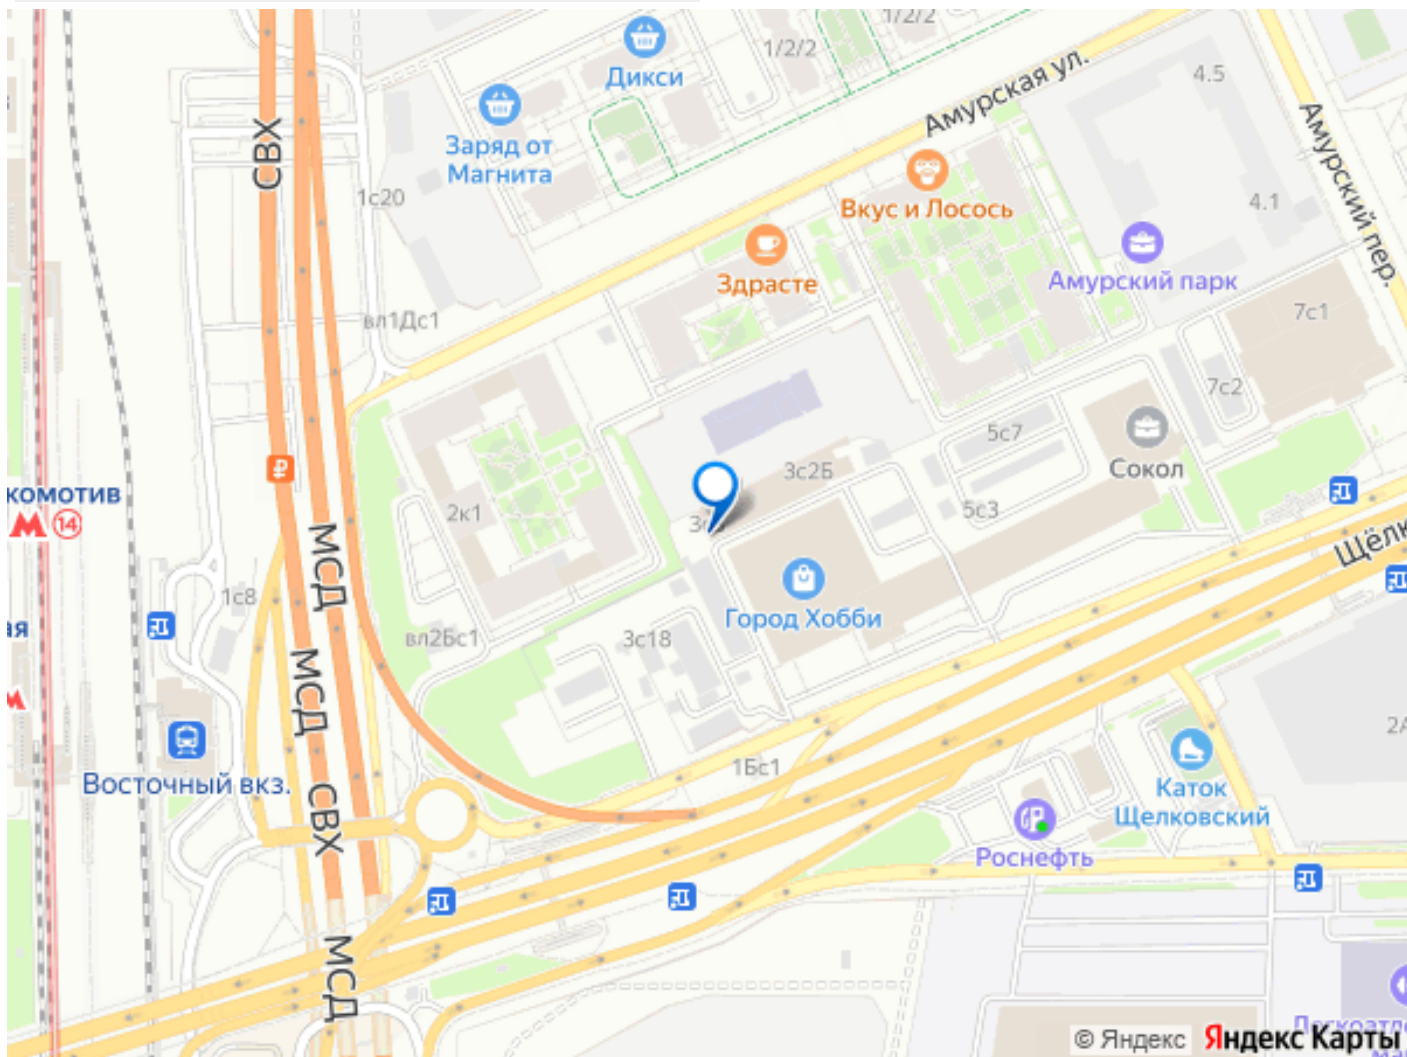 1/2/2
Дикси
1/2/2
Амурская ул.
4.5
Заряд от
Магнита
СВХ
Амурский пер.
Вкус и Лосось
4.1
1с20
Здрасте
Амурский парк
вл1Дс1
7с1
7с2
5с7
Сокол
3с2Б
комотив
14
2к1
5с3
МСД
Щёлк
1с8
Город Хобби
вл2Бс1
3с18
МСД
2А
1Бс1
Восточный вкз.
СВХ
Каток
Щелковский
Роснефть
МСД
© Яндекс
Яндекс Карты